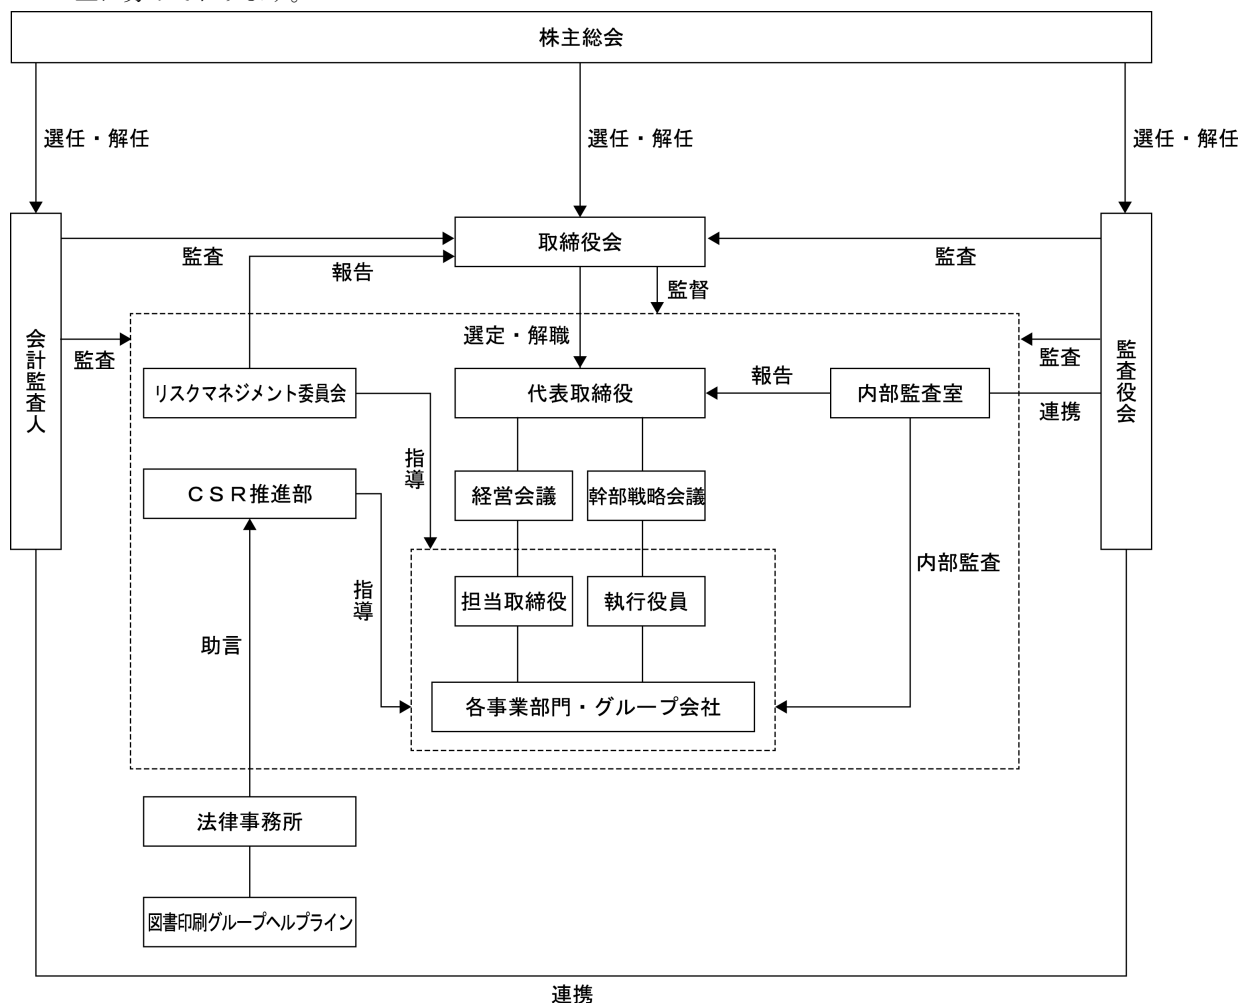 株主総会
選任・解任
選任・解任
選任・解任
取締役会
監査
監査
報告
監督
会計監査人
選定・解職
監査役会
監査
監査
リスクマネジメント委員会
代表取締役
報告
内部監査室
連携
指導
CSR推進部
経営会議
幹部戦略会議
内部監査
指導
担当取締役
執行役員
助言
各事業部門・グループ会社
法律事務所
図書印刷グループヘルプライン
連携